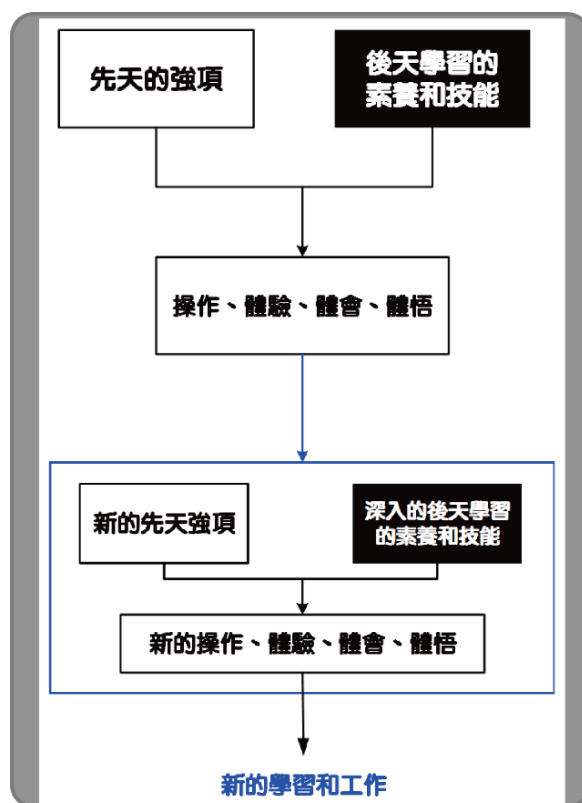 先天的強項
後天學習的
素養和技能
操作、體驗、體會、體悟
新的先天強項
深入的後天學習
的素養和技能
新的操作、體驗、體會、體悟
新的學習和工作